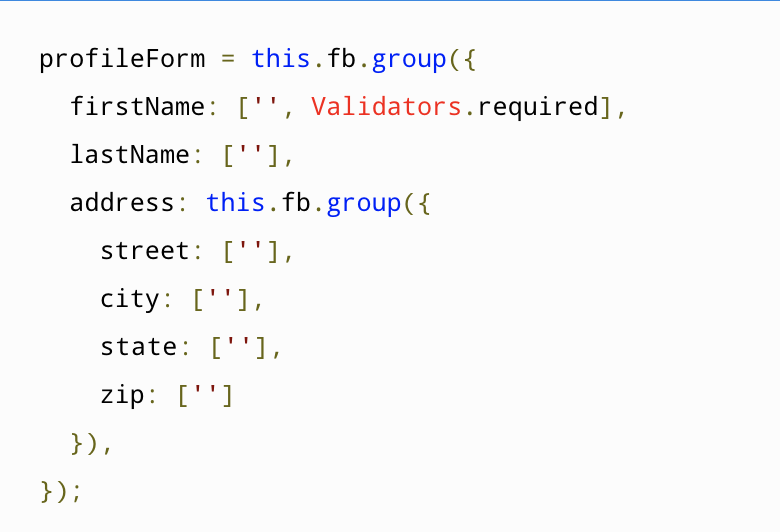 profileForm = this.fb.group({
  firstName: ['', Validators.required],
  lastName: [''],
  address: this.fb.group({
    street: [''],
    city: [''],
    state: [''],
    zip: ['']
  }),
});